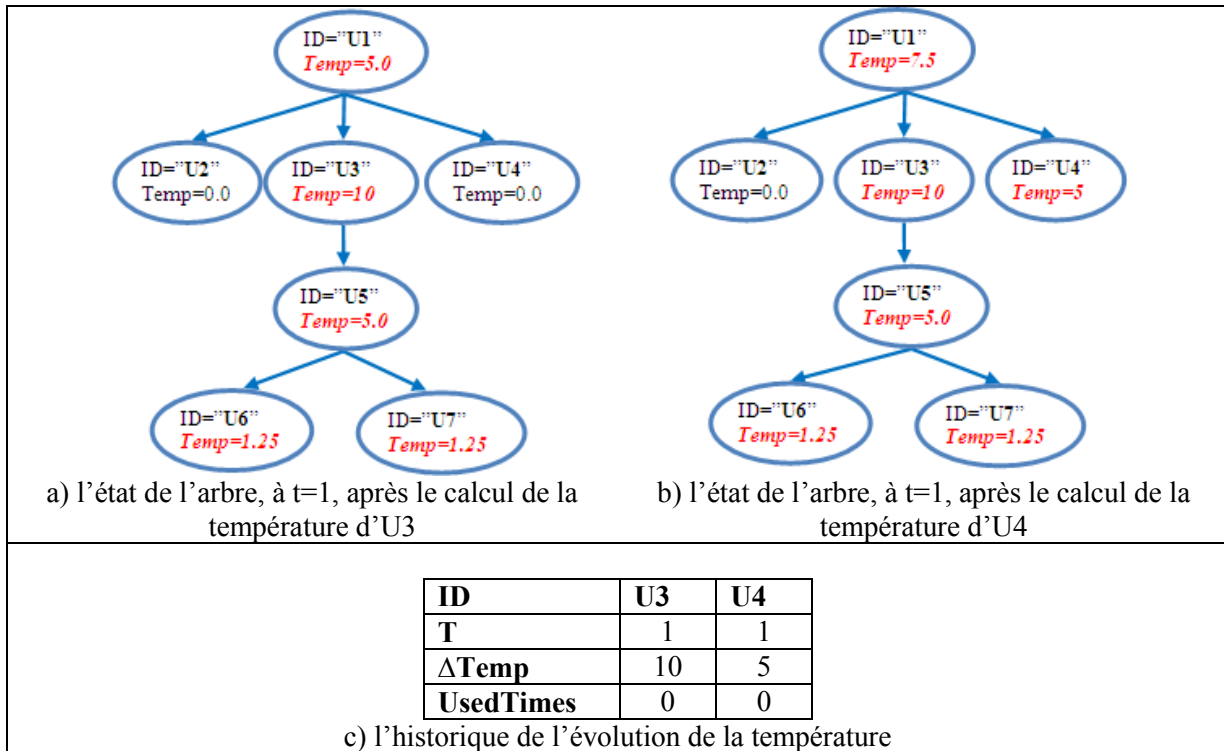 ID="U1"
Temp=5.0
ID="U2"
Temp=0.0
ID="U3"
Temp=10
ID="U4"
Temp=0.0
ID="U5"
Temp=5.0
ID="U6"
Temp=1.25
ID="U7"
Temp=1.25
a) l'état de l'arbre, à t=1, après le calcul de la
température d'U3
ID="U1"
Temp=7.5
ID="U2"
Temp=0.0
ID="U3"
Temp=10
ID="U4"
Temp=5
ID="U5"
Temp=5.0
ID="U6"
Temp=1.25
ID="U7"
Temp=1.25
b) l'état de l'arbre, à t=1, après le calcul de la
température d'U4
ID U3 U4
T 1 1
∆Temp 10 5
UsedTimes 0 0
c) l'historique de l'évolution de la température